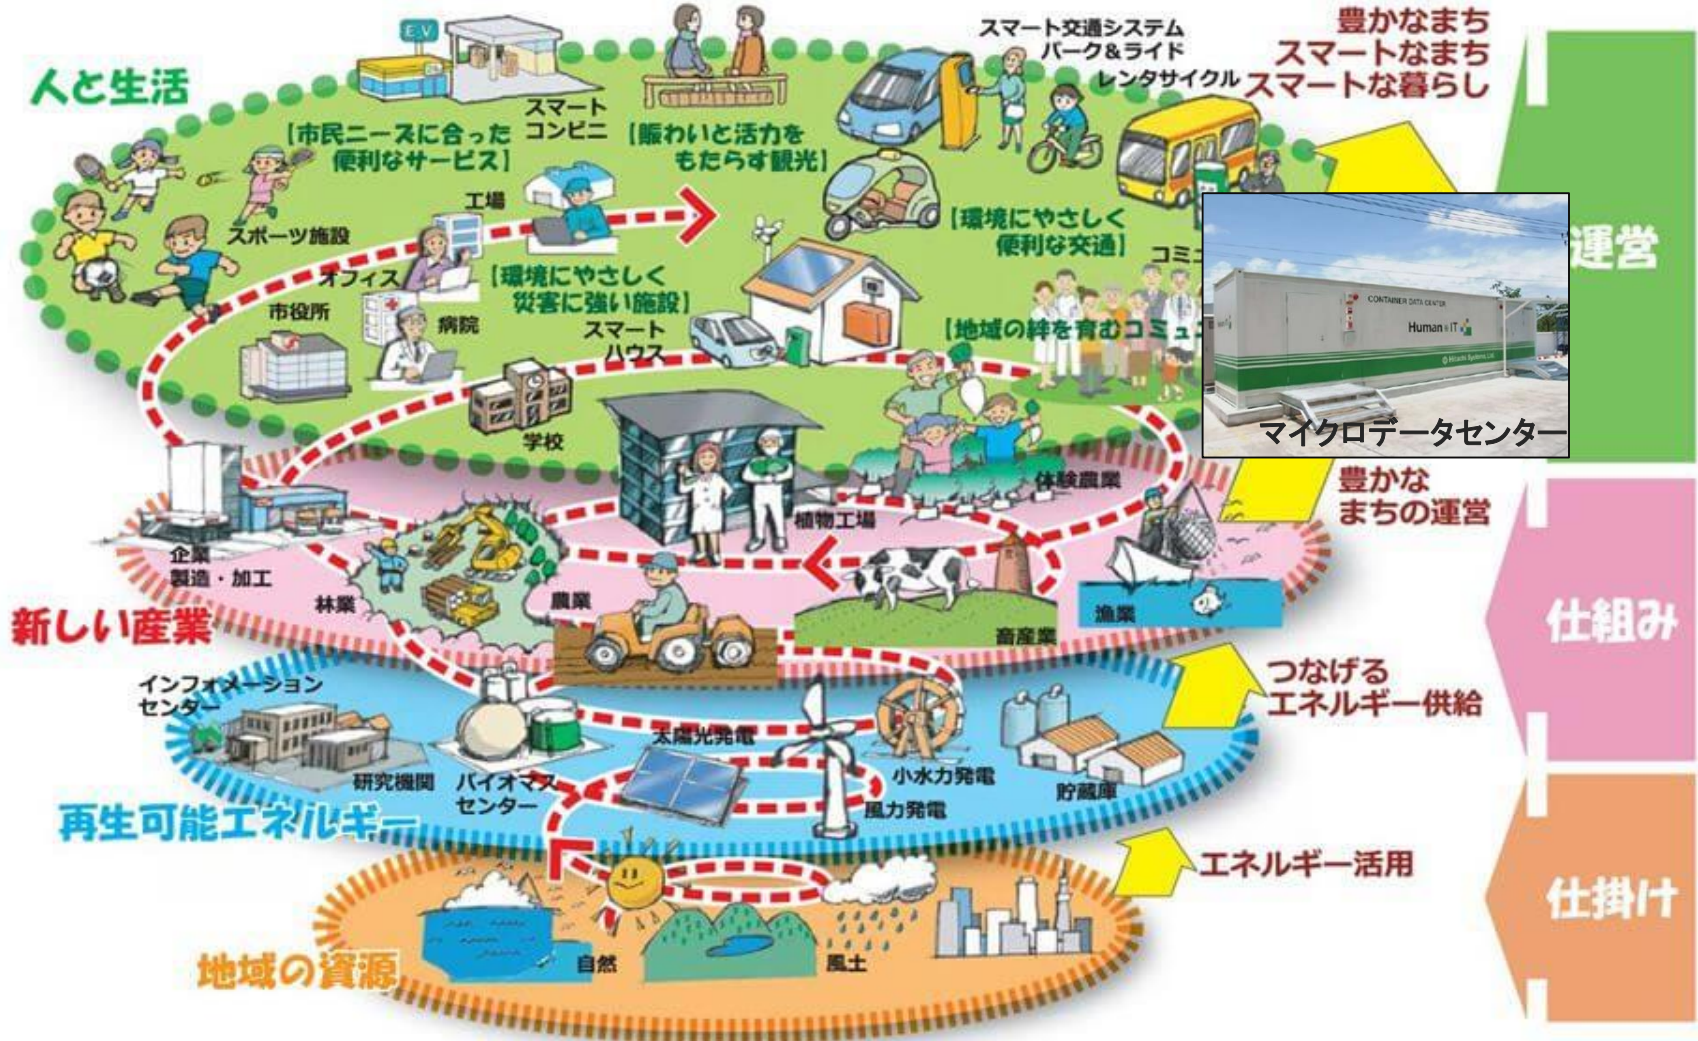 人と生活
EV
スマート
コンビニ
スマート交通システム
パーク&ライド
レンタサイクル
豊かなまち
スマートなまち
スマートな暮らし
【市民ニーズに合った
便利なサービス】
【賑わいと活力を
もたらす観光】
工場
スポーツ施設
オフィス
【環境にやさしく
便利な交通】
運営
市役所
病院
【環境にやさしく
災害に強い施設】
スマート
ハウス
コミュ
【地域の絆を育むコミュ
CONTAINER DATA CENTER
Human IT
Hitachi Systems, Ltd.
マイクロデータセンター
学校
体験農業
植物工場
豊かな
まちの運営
企業
製造・加工
林業
農業
畜産業
漁業
新しい産業
仕組み
インフォメーション
センター
つなげる
エネルギー供給
研究機関
バイオマス
センター
太陽光発電
小水力発電
風力発電
貯蔵庫
再生可能エネルギー
エネルギー活用
仕掛け
地域の資源
自然
風土